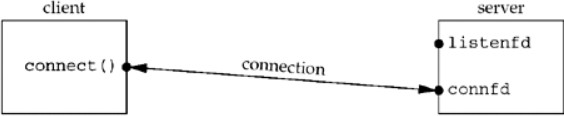 client
server
listenfd
connect()
connection
connfd